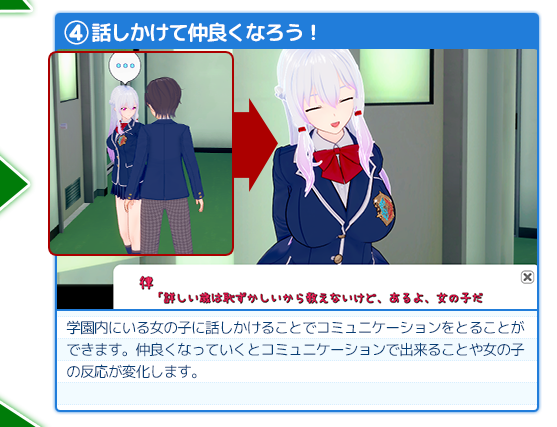 ④話しかけて仲良くなろう！
「詳しい歳は恥ずかしいから教えないけど、あるよ、女の子だ
学園内にいる女の子に話しかけることでコミュニケーションをとることが
できます。仲良くなっていくとコミュニケーションで出来ることや女の子
の反応が変化します。